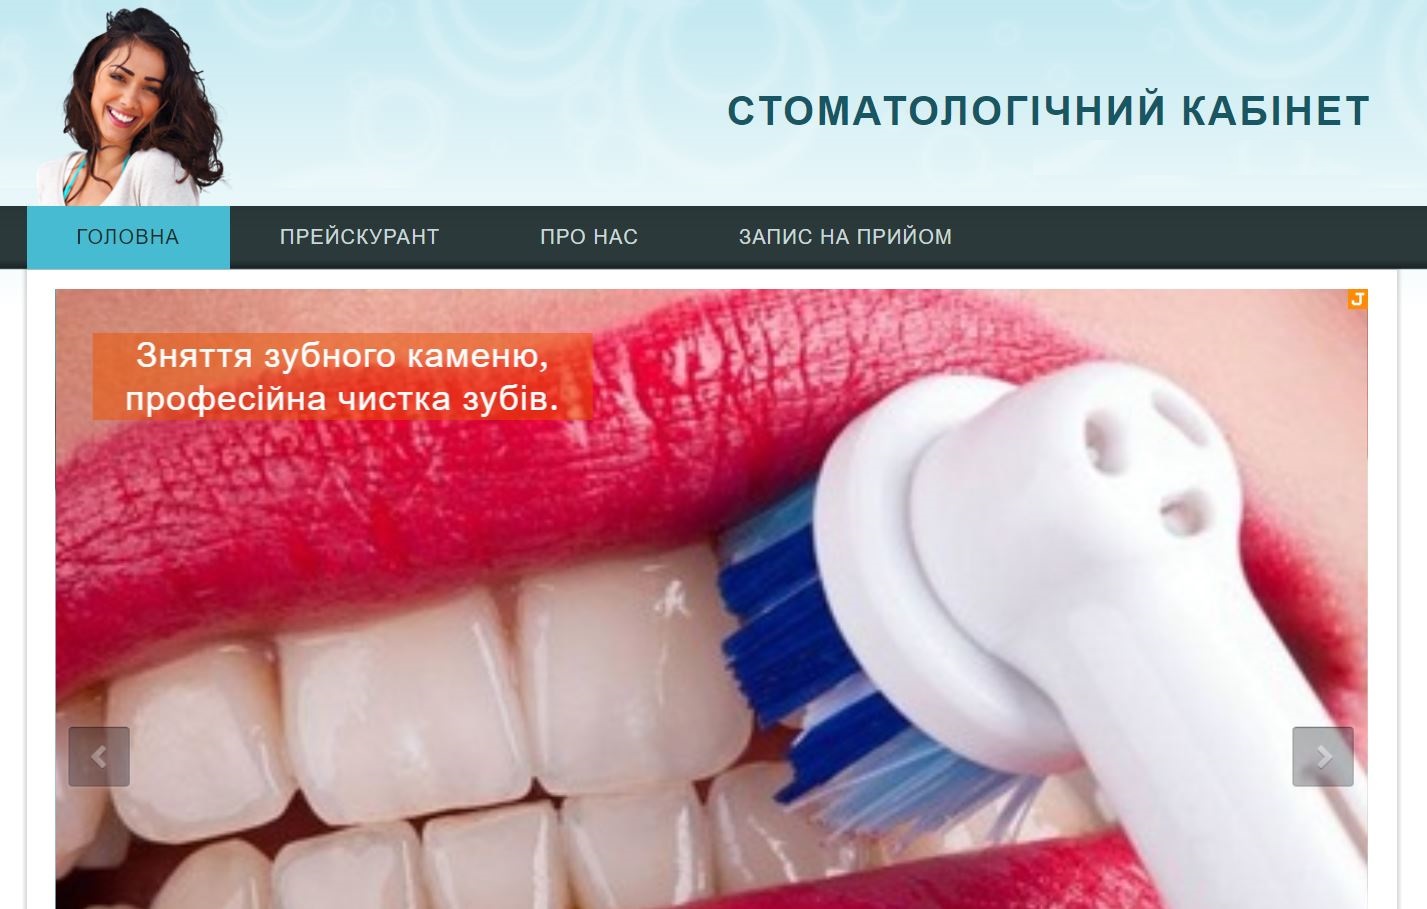 СТОМАТОЛОГІЧНИЙ КАБІНЕТ
ГОЛОВНА ПРЕЙСКУРАНТ ПРО НАС ЗАПИС НА ПРИЙОМ
J
Зняття зубного каменю,
професійна чистка зубів.